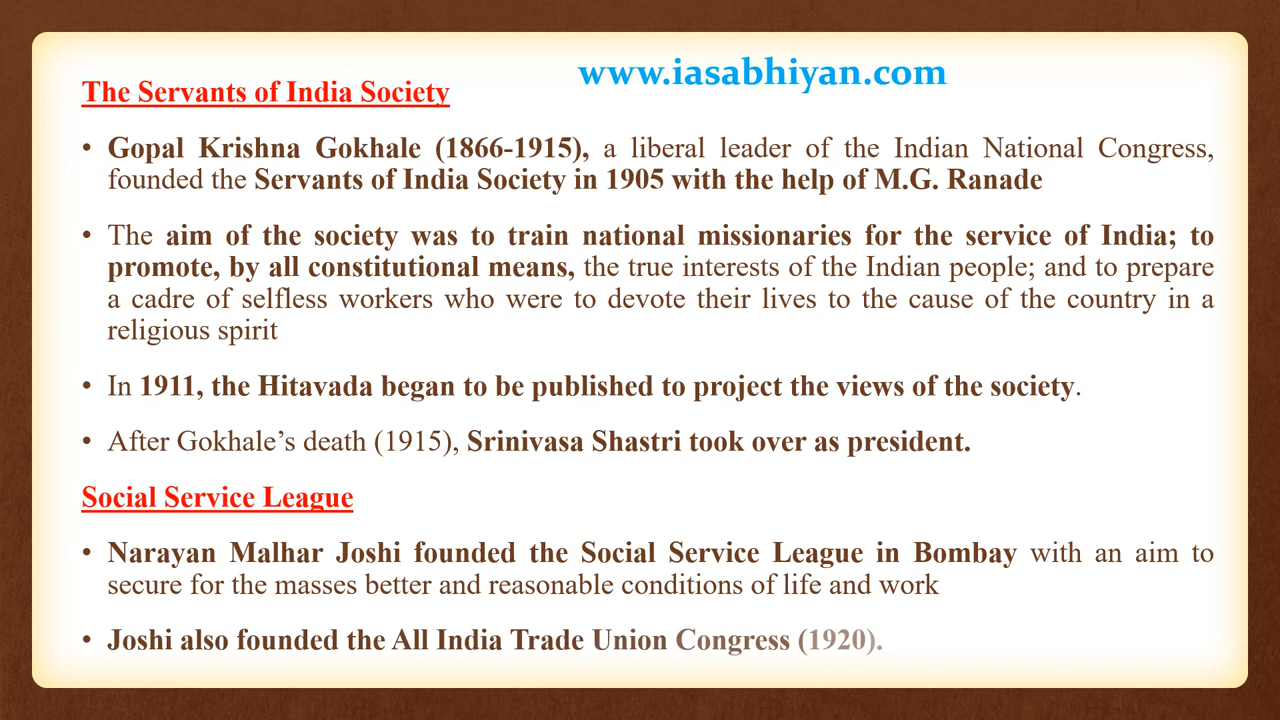 www.iasabhiyan.com
The Servants of India Society
• Gopal Krishna Gokhale (1866-1915), a liberal leader of the Indian National Congress,
founded the Servants of India Society in 1905 with the help of M.G. Ranade
• The aim of the society was to train national missionaries for the service of India; to
promote, by all constitutional means, the true interests of the Indian people; and to prepare
a cadre of selfless workers who were to devote their lives to the cause of the country in a
religious spirit
• In 1911, the Hitavada began to be published to project the views of the society.
• After Gokhale’s death (1915), Srinivasa Shastri took over as president.
Social Service League
• Narayan Malhar Joshi founded the Social Service League in Bombay with an aim to
secure for the masses better and reasonable conditions of life and work
• Joshi also founded the All India Trade Union Congress (1920).